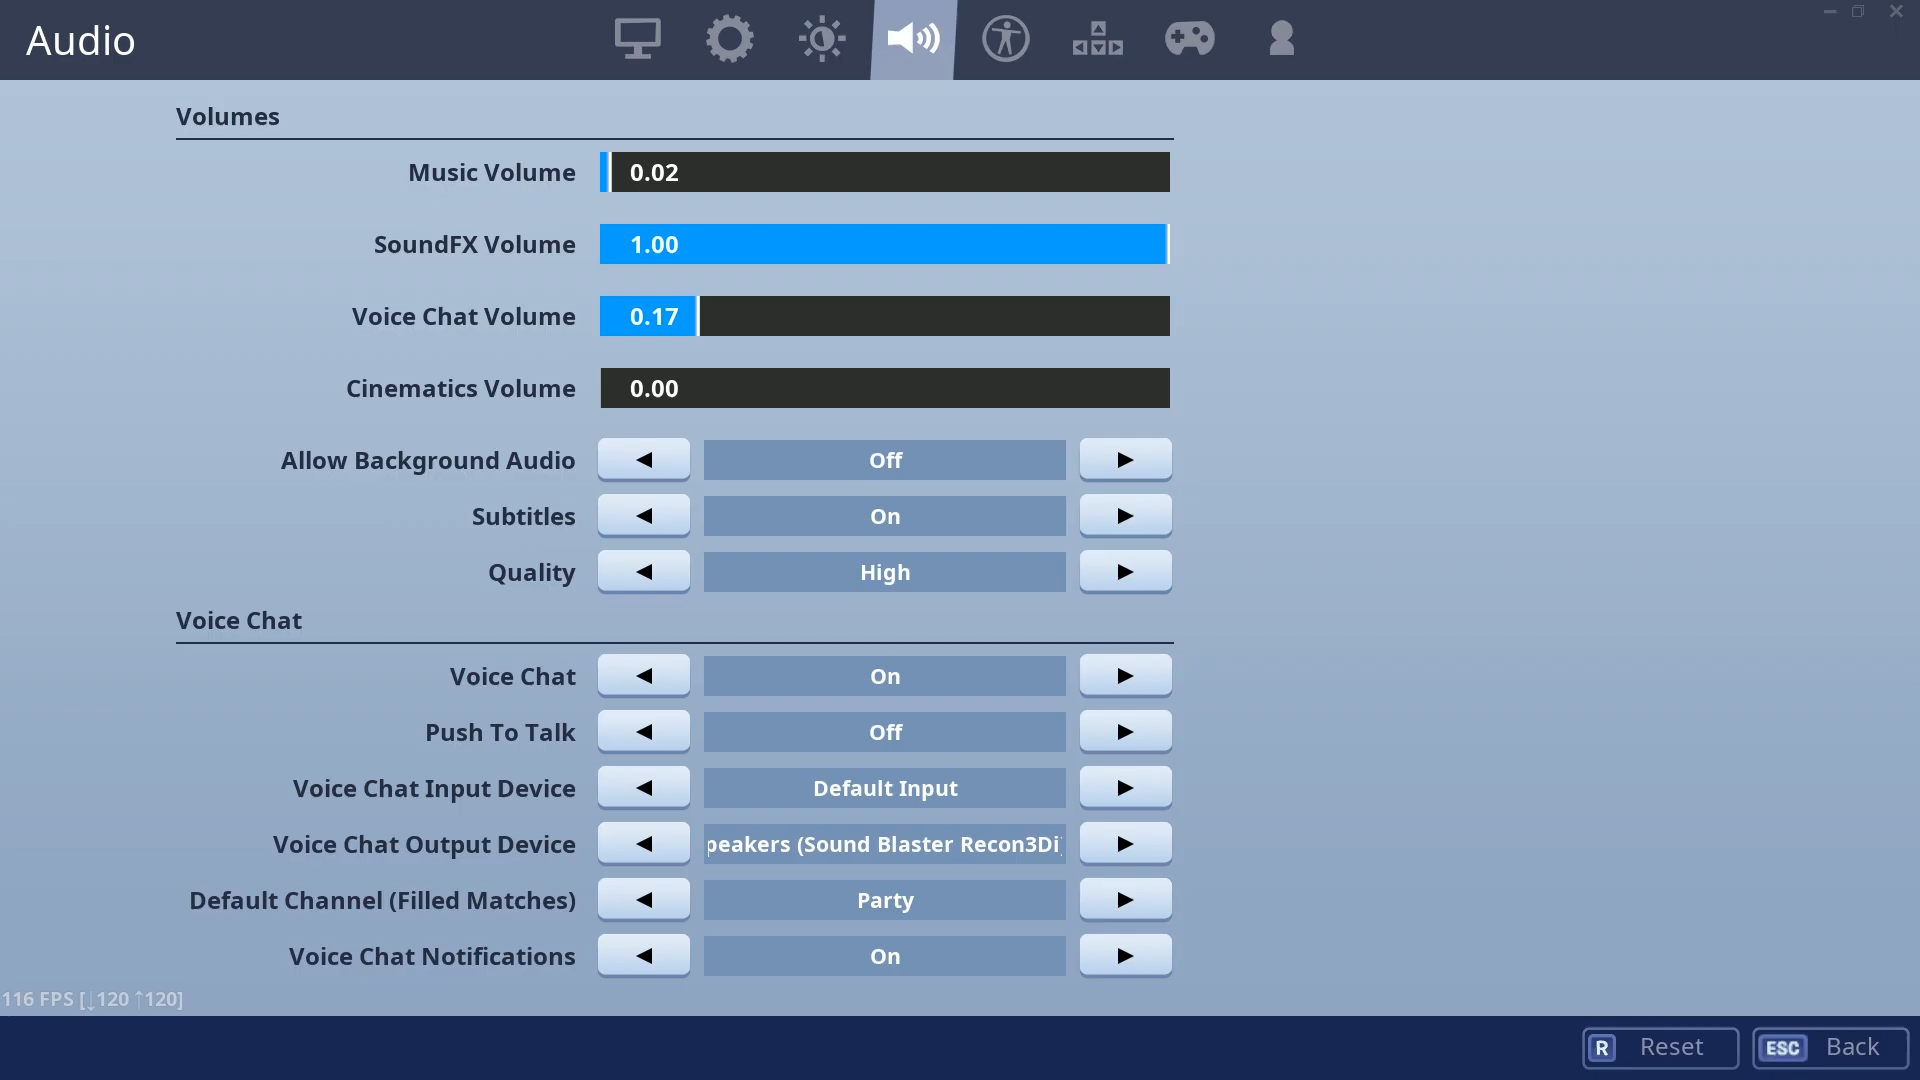 Audio
Volumes
Music Volume 0.02
SoundFX Volume 1.00
Voice Chat Volume 0.17
Cinematics Volume 0.00
Allow Background Audio Off
Subtitles On
Quality High
Voice Chat
Voice Chat On
Push To Talk Off
Voice Chat Input Device Default Input
Voice Chat Output Device peakers (Sound Blaster Recon3Di)
Default Channel (Filled Matches) Party
Voice Chat Notifications On
116 FPS [↓120 ↑120]
R Reset ESC Back